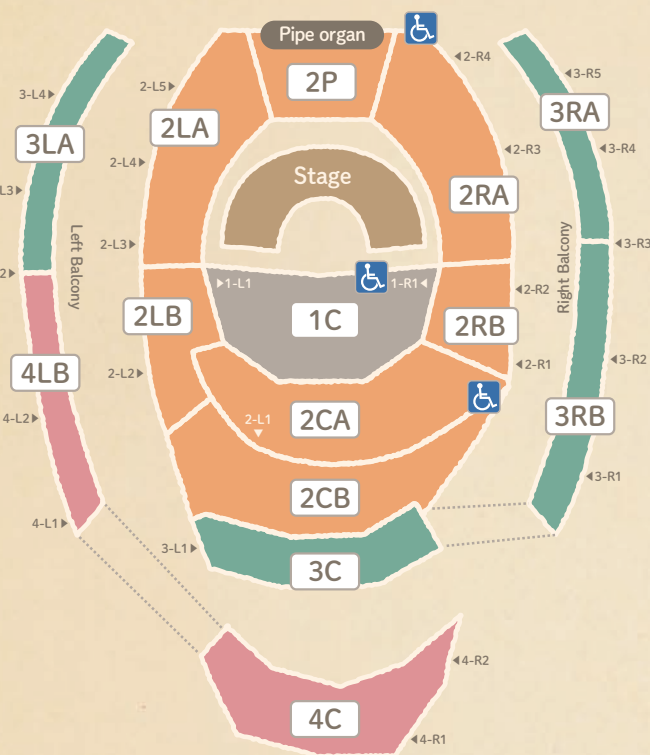 Pipe organ
2P
2-R4
2-L5
3-R5
3-L4
3RA
2LA
3LA
3-R4
2-R3
2-L4
Stage
L3
2RA
Left Balcony
Right Balcony
2-L3
3-R3
2
1-L1
1-R1
2-R2
2LB
1C
2RB
3-R2
2-R1
4LB
2-L2
4-L2
2-L1
2CA
3RB
3-R1
2CB
4-L1
3-L1
3C
4-R2
4C
4-R1